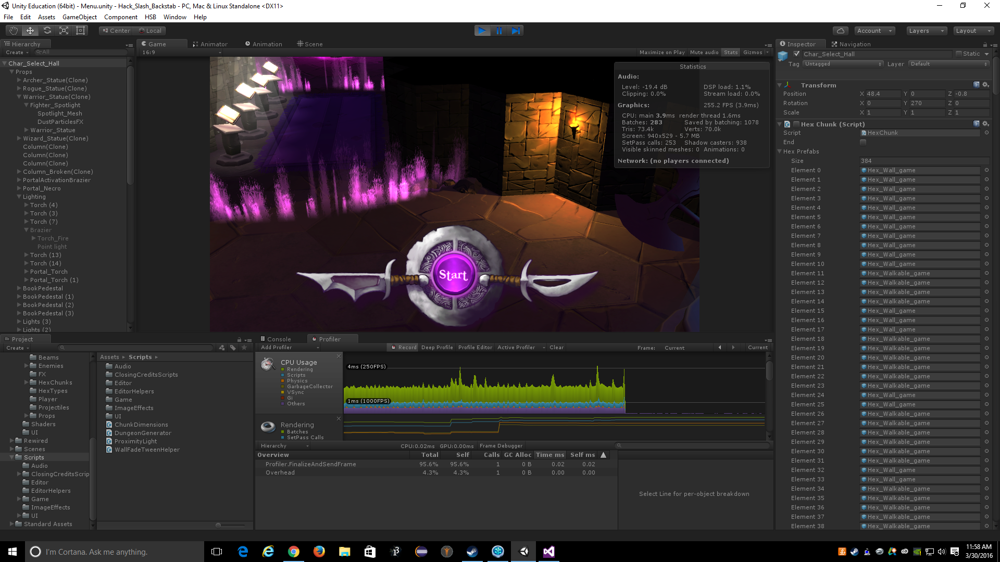 Unity Education (64bit) - Menu.unity - Hack_Slash_Backstab - PC, Mac & Linux Standalone <DX11>
File Edit Assets GameObject Component HSB Window Help
Center Local
Account Layers Layout
Hierarchy
Create All
Char_Select_Hall
Props
Archer_Statue(Clone)
Rogue_Statue(Clone)
Warrior_Statue(Clone)
Fighter_Spotlight
Spotlight_Mesh
DustParticlesFX
Warrior_Statue
Wizard_Statue(Clone)
Column(Clone)
Column(Clone)
Column(Clone)
Column_Broken(Clone)
PortalActivationBrazier
Portal_Necro
Lighting
Torch (4)
Torch (3)
Torch (7)
Brazier
Torch_Fire
Point light
Torch (13)
Torch (14)
Portal_Torch
Portal_Torch (1)
BookPedestal
BookPedestal (1)
BookPedestal (2)
BookPedestal (3)
Lights (3)
Lights (2)
Game Animator Animation Scene
16:9 Maximize on Play Mute audio Stats Gizmos
Statistics
Audio:
Level: -19.4 dB DSP load: 1.1%
Clipping: 0.0% Stream load: 0.0%
Graphics: 255.2 FPS (3.9ms)
CPU: main 3.9ms render thread 1.6ms
Batches: 283 Saved by batching: 1078
Tris: 73.4k Verts: 70.0k
Screen: 940x529 - 5.7 MB
SetPass calls: 253 Shadow casters: 938
Visible skinned meshes: 0 Animations: 0
Network: (no players connected)
Start
Inspector Navigation
Char_Select_Hall Static
Tag Untagged Layer Default
Transform
Position X 48.4 Y 0 Z -0.8
Rotation X 0 Y 270 Z 0
Scale X 1 Y 1 Z 1
Hex Chunk (Script)
Script HexChunk
End
Hex Prefabs
Size 384
Element 0 Hex_Wall_game
Element 1 Hex_Wall_game
Element 2 Hex_Wall_game
Element 3 Hex_Wall_game
Element 4 Hex_Wall_game
Element 5 Hex_Wall_game
Element 6 Hex_Wall_game
Element 7 Hex_Wall_game
Element 8 Hex_Wall_game
Element 9 Hex_Wall_game
Element 10 Hex_Wall_game
Element 11 Hex_Walkable_game
Element 12 Hex_Walkable_game
Element 13 Hex_Walkable_game
Element 14 Hex_Walkable_game
Element 15 Hex_Wall_game
Element 16 Hex_Wall_game
Element 17 Hex_Wall_game
Element 18 Hex_Walkable_game
Element 19 Hex_Walkable_game
Element 20 Hex_Walkable_game
Element 21 Hex_Walkable_game
Element 22 Hex_Walkable_game
Element 23 Hex_Walkable_game
Element 24 Hex_Walkable_game
Element 25 Hex_Walkable_game
Element 26 Hex_Walkable_game
Element 27 Hex_Walkable_game
Element 28 Hex_Walkable_game
Element 29 Hex_Walkable_game
Element 30 Hex_Walkable_game
Element 31 Hex_Walkable_game
Element 32 Hex_Wall_game
Element 33 Hex_Wall_game
Element 34 Hex_Walkable_game
Element 35 Hex_Walkable_game
Element 36 Hex_Walkable_game
Element 37 Hex_Walkable_game
Element 38 Hex_Walkable_game
Project
Create
Beams
Enemies
FX
HexChunks
HexTypes
Player
Projectiles
Props
Shaders
UI
Rewired
Scenes
Scripts
Audio
ClosingCreditsScrip
Editor
EditorHelpers
Game
ImageEffects
UI
Standard Assets
Assets Scripts
Audio
ClosingCreditsScripts
Editor
EditorHelpers
Game
ImageEffects
UI
ChunkDimensions
DungeonGenerator
ProximityLight
WallFadeTweenHelper
Console Profiler
Add Profiler Record Deep Profile Profile Editor Active Profiler Clear Frame: Current Current
CPU Usage
Rendering
Scripts
Physics
GarbageCollector
VSync
Gi
Others
4ms (250FPS)
1ms (1000FPS)
Rendering
Batches
SetPass Calls
Hierarchy CPU:0.02ms GPU:0.00ms Frame Debugger
Overview Total Self Calls GC Alloc Time ms Self ms
Profiler.FinalizeAndSendFrame 95.6% 95.6% 1 0 B 0.02 0.02
Overhead 4.3% 4.3% 1 0 B 0.00 0.00
Select Line for per-object breakdown
I'm Cortana. Ask me anything.
11:58 AM
3/30/2016